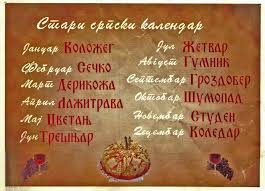 Стари српски календар
Јануар Коложег
Фебруар Сечко
Март Дерикожа
Април Лажитрава
Мај Цветањ
Јун Трешњар
Јул Жетвар
Август Гумник
Септембар Гроздобер
Октобар Шумопад
Новембар Студен
Децембар Коледар